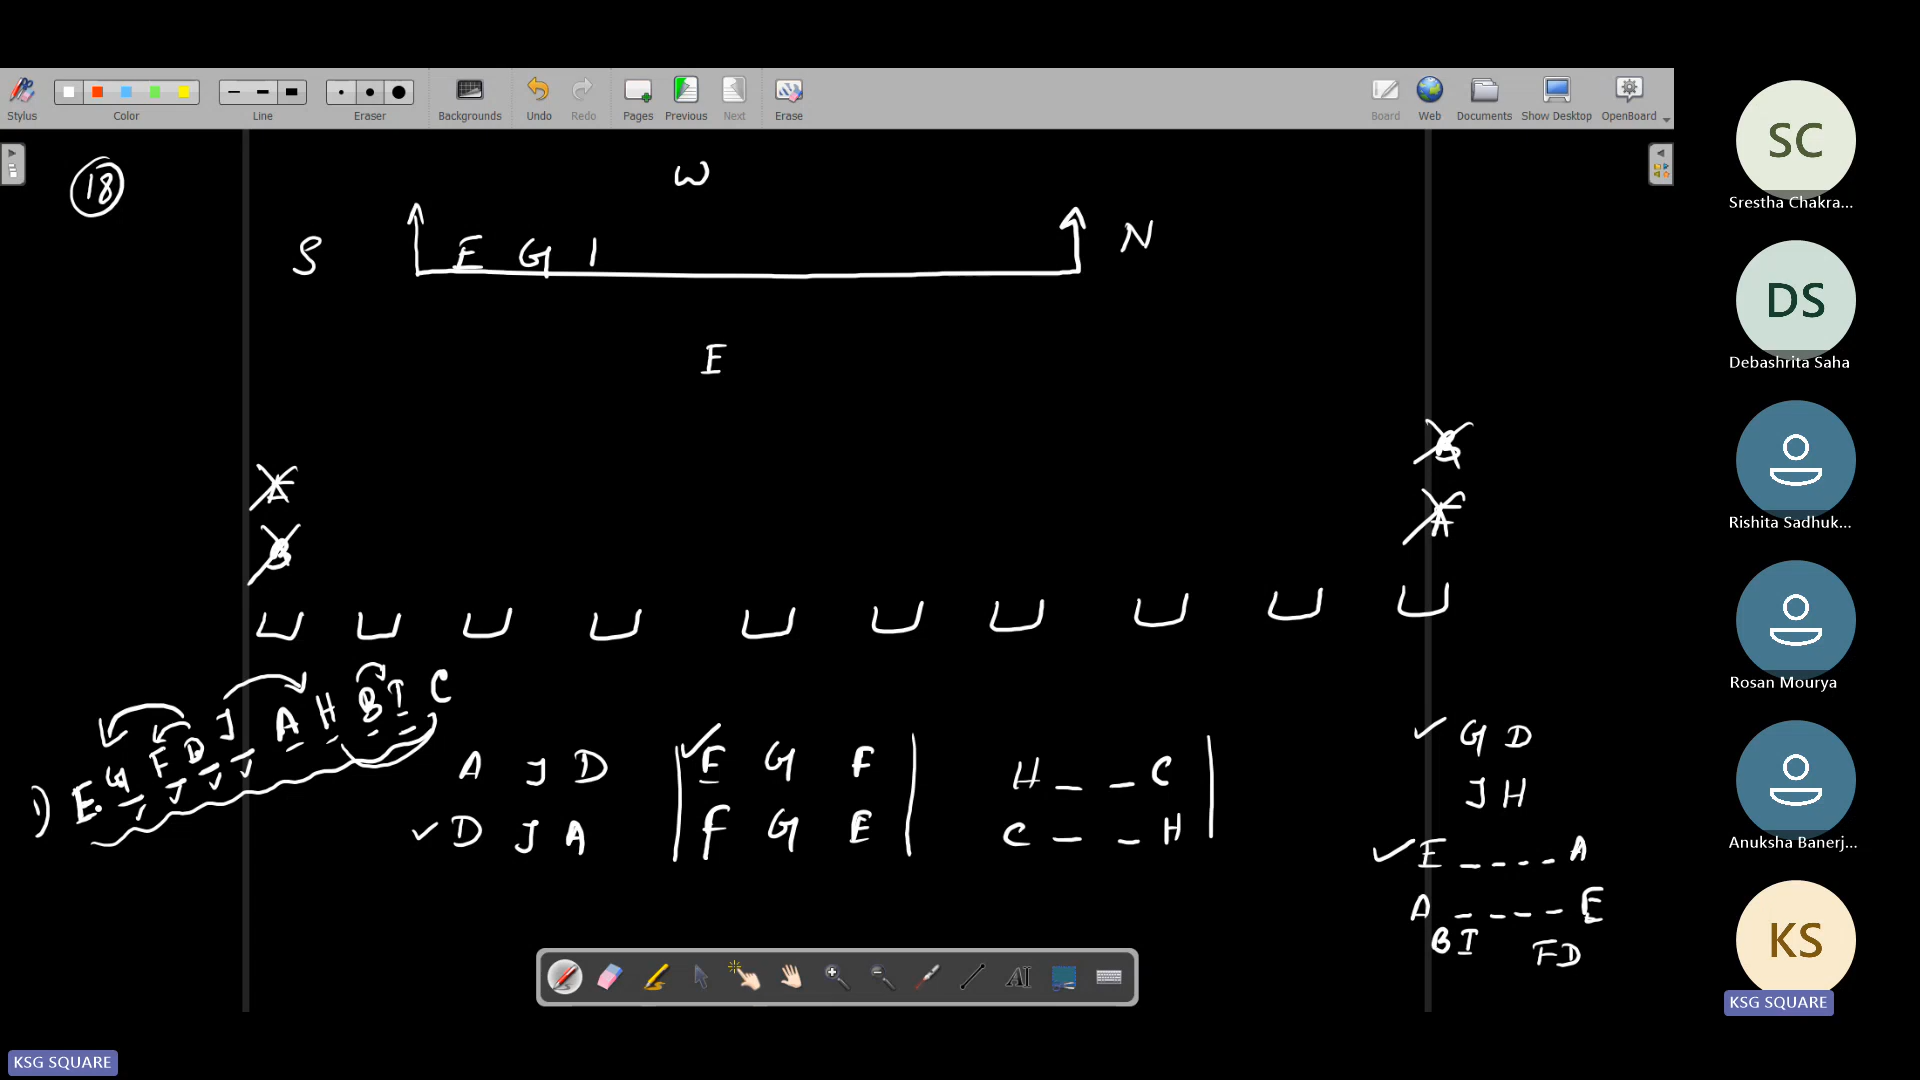 Stylus
Color
Line
Eraser
Backgrounds
Undo
Redo
Pages
Previous
Next
Erase
Board
Web
Documents
Show Desktop
OpenBoard
18
W
S
N
E G I
E
A
B
B
A
1) E G F D J A H B I C
A J D
E G F
H _ _ C
D J A
F G E
C _ _ H
G D
J H
E _ _ _ _ A
A _ _ _ _ E
B I
F D
SC
Srestha Chakra...
DS
Debashrita Saha
Rishita Sadhuk...
Rosan Mourya
Anuksha Banerj...
KS
KSG SQUARE
KSG SQUARE